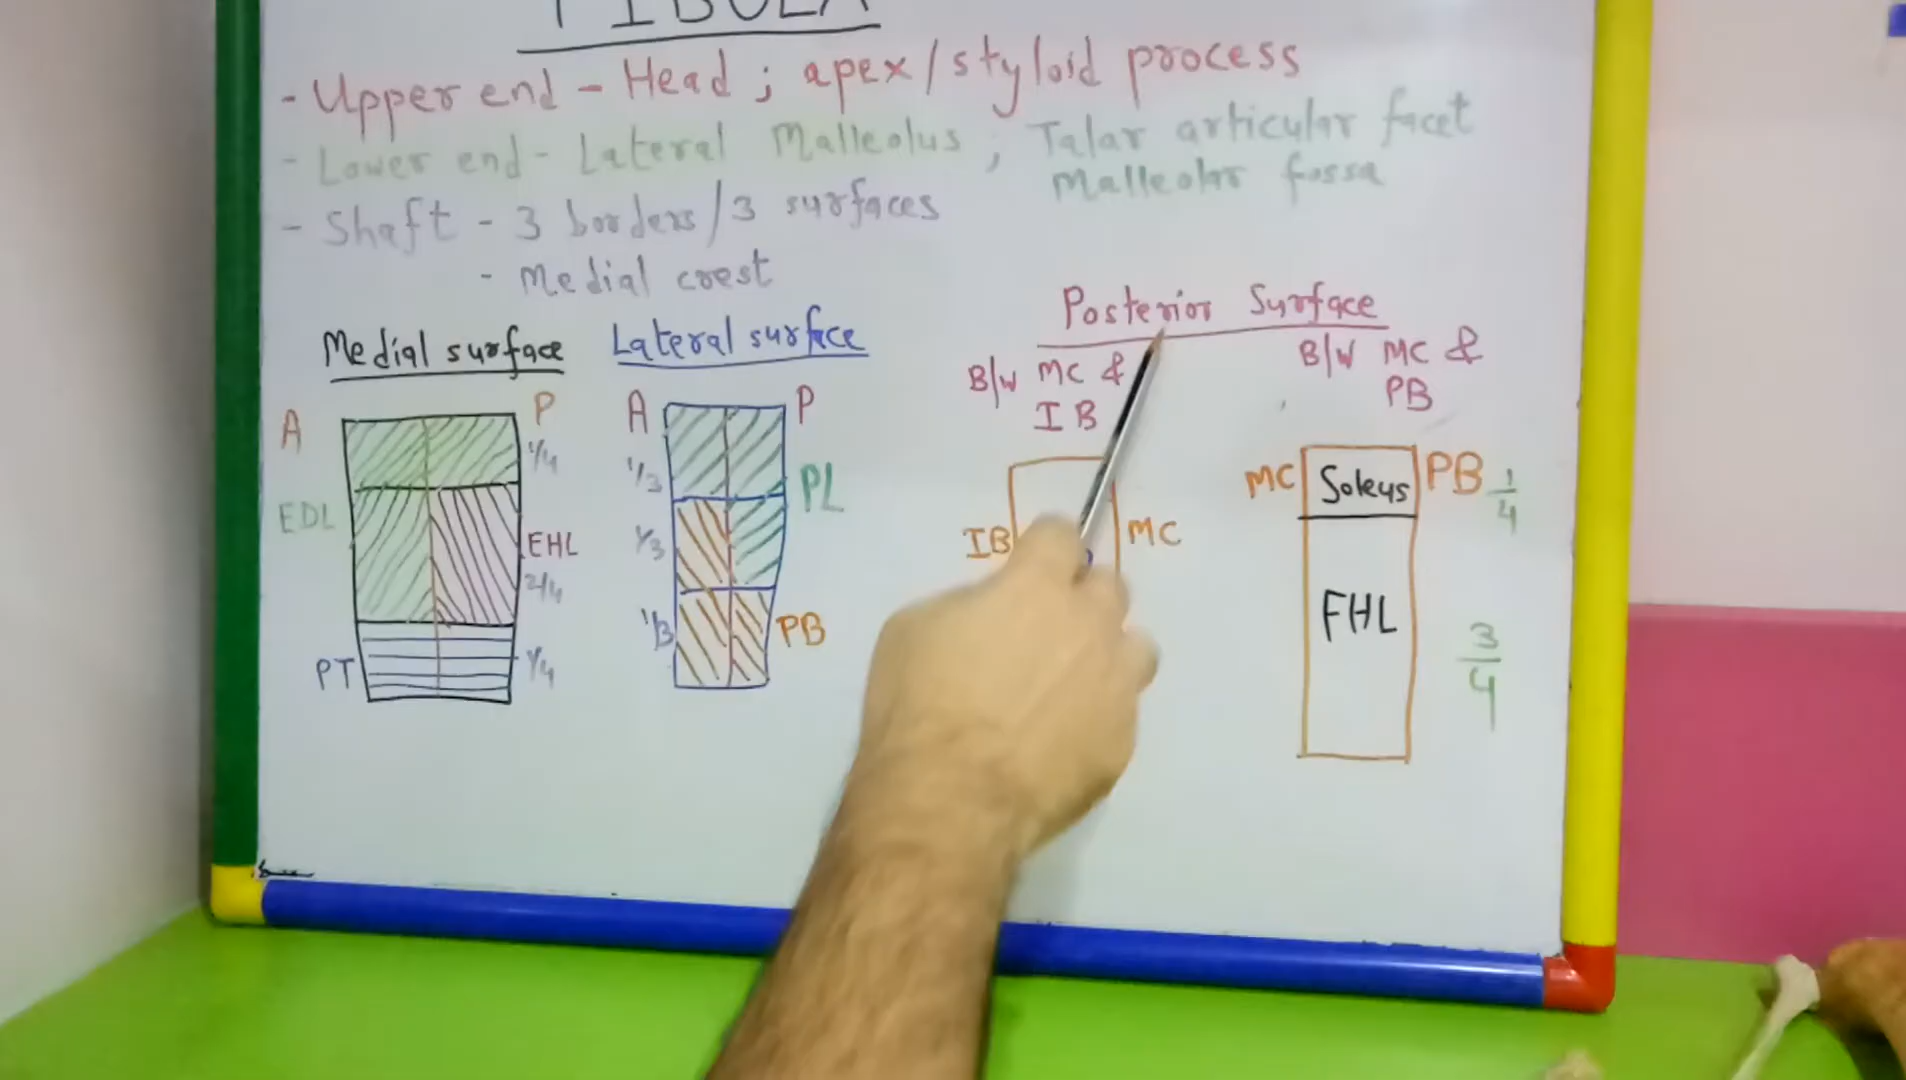 FIBULA
- Upper end - Head ; apex/styloid process
- Lower end - Lateral Malleolus ; Talar articular facet
Malleolar fossa
- Shaft - 3 borders/3 surfaces
- Medial crest
Medial surface
A
P
1/4
EDL
EHL
2/4
PT
1/4
Lateral surface
A
P
1/3
PL
1/3
1/3
PB
Posterior Surface
B/W MC &
IB
IB
MC
B/W MC &
PB
MC
Soleus
PB
1/4
FHL
3/4